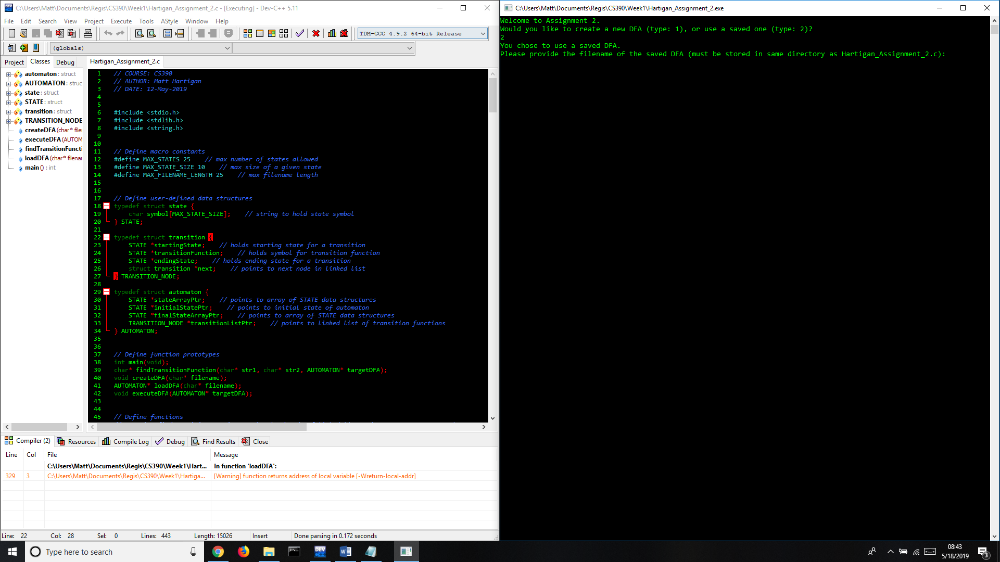 C:\Users\Matt\Documents\Regis\CS390\Week1\Hartigan_Assignment_2.c - [Executing] - Dev-C++ 5.11
File Edit Search View Project Execute Tools AStyle Window Help
TDM-GCC 4.9.2 64-bit Release
(globals)
Project Classes Debug
automaton : struct
AUTOMATON : struc
state : struct
STATE : struct
transition : struct
TRANSITION_NODE
createDFA (char* filer
executeDFA (AUTOM
findTransitionFuncti
loadDFA (char* filenar
main () : int
Hartigan_Assignment_2.c
1 // COURSE: CS390
2 // AUTHOR: Matt Hartigan
3 // DATE: 12-May-2019
4
5
6 #include <stdio.h>
7 #include <stdlib.h>
8 #include <string.h>
9
10
11 // Define macro constants
12 #define MAX_STATES 25 // max number of states allowed
13 #define MAX_STATE_SIZE 10 // max size of a given state
14 #define MAX_FILENAME_LENGTH 25 // max filename length
15
16
17 // Define user-defined data structures
18 typedef struct state {
19 char symbol[MAX_STATE_SIZE]; // string to hold state symbol
20 } STATE;
21
22 typedef struct transition {
23 STATE *startingState; // holds starting state for a transition
24 STATE *transitionFunction; // holds symbol for transition function
25 STATE *endingState; // holds ending state for a transition
26 struct transition *next; // points to next node in linked list
27 } TRANSITION_NODE;
28
29 typedef struct automaton {
30 STATE *stateArrayPtr; // points to array of STATE data structures
31 STATE *initialStatePtr; // points to initial state of automaton
32 STATE *finalStateArrayPtr; // points to array of STATE data structures
33 TRANSITION_NODE *transitionListPtr; // points to linked list of transition functions
34 } AUTOMATON;
35
36
37 // Define function prototypes
38 int main(void);
39 char* findTransitionFunction(char* str1, char* str2, AUTOMATON* targetDFA);
40 void createDFA(char* filename);
41 AUTOMATON* loadDFA(char* filename);
42 void executeDFA(AUTOMATON* targetDFA);
43
44
45 // Define functions
Compiler (2) Resources Compile Log Debug Find Results Close
Line Col File Message
C:\Users\Matt\Documents\Regis\CS390\Week1\Hart... In function 'loadDFA':
329 3 C:\Users\Matt\Documents\Regis\CS390\Week1\Hartiga... [Warning] function returns address of local variable [-Wreturn-local-addr]
Line: 22 Col: 28 Sel: 0 Lines: 443 Length: 15026 Insert Done parsing in 0.172 seconds
C:\Users\Matt\Documents\Regis\CS390\Week1\Hartigan_Assignment_2.exe
Welcome to Assignment 2.
Would you like to create a new DFA (type: 1), or use a saved one (type: 2)?
2
You chose to use a saved DFA.
Please provide the filename of the saved DFA (must be stored in same directory as Hartigan_Assignment_2.c):
Type here to search
DEV
08:43
5/18/2019
3